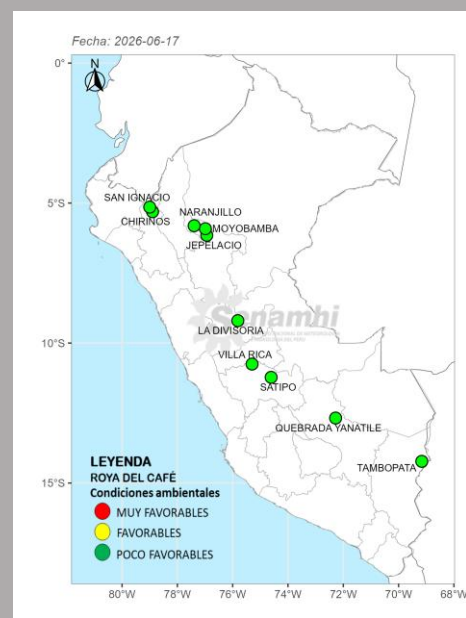 Fecha: 2026-06-17
N
0°
5°S
10°S
15°S
SAN IGNACIO
CHIRINOS
NARANJILLO
MOYOBAMBA
JEPELACIO
Senamhi
LA DIVISORIA
VILLA RICA
SATIPO
QUEBRADA YANATILE
TAMBOPATA
LEYENDA
ROYA DEL CAFÉ
Condiciones ambientales
MUY FAVORABLES
FAVORABLES
POCO FAVORABLES
80°W 78°W 76°W 74°W 72°W 70°W 68°W